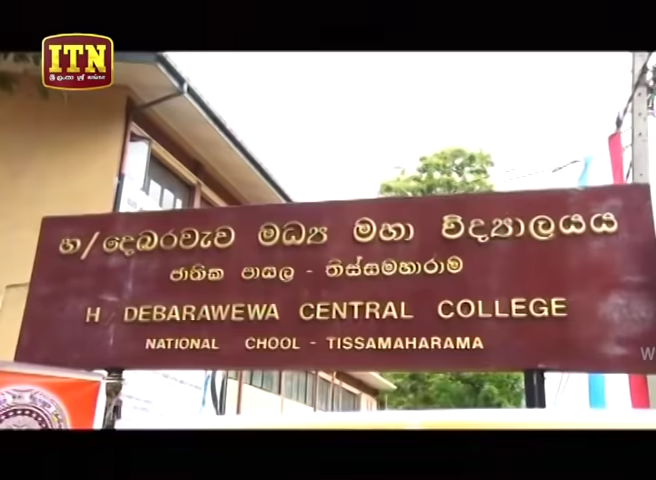 ITN
හ/දෙබරවැව මධ්‍ය මහා විද්‍යාලයය
ජාතික පාසල - තිස්සමහාරාම
H/DEBARAWEWA CENTRAL COLLEGE
NATIONAL CHOOL - TISSAMAHARAMA
W